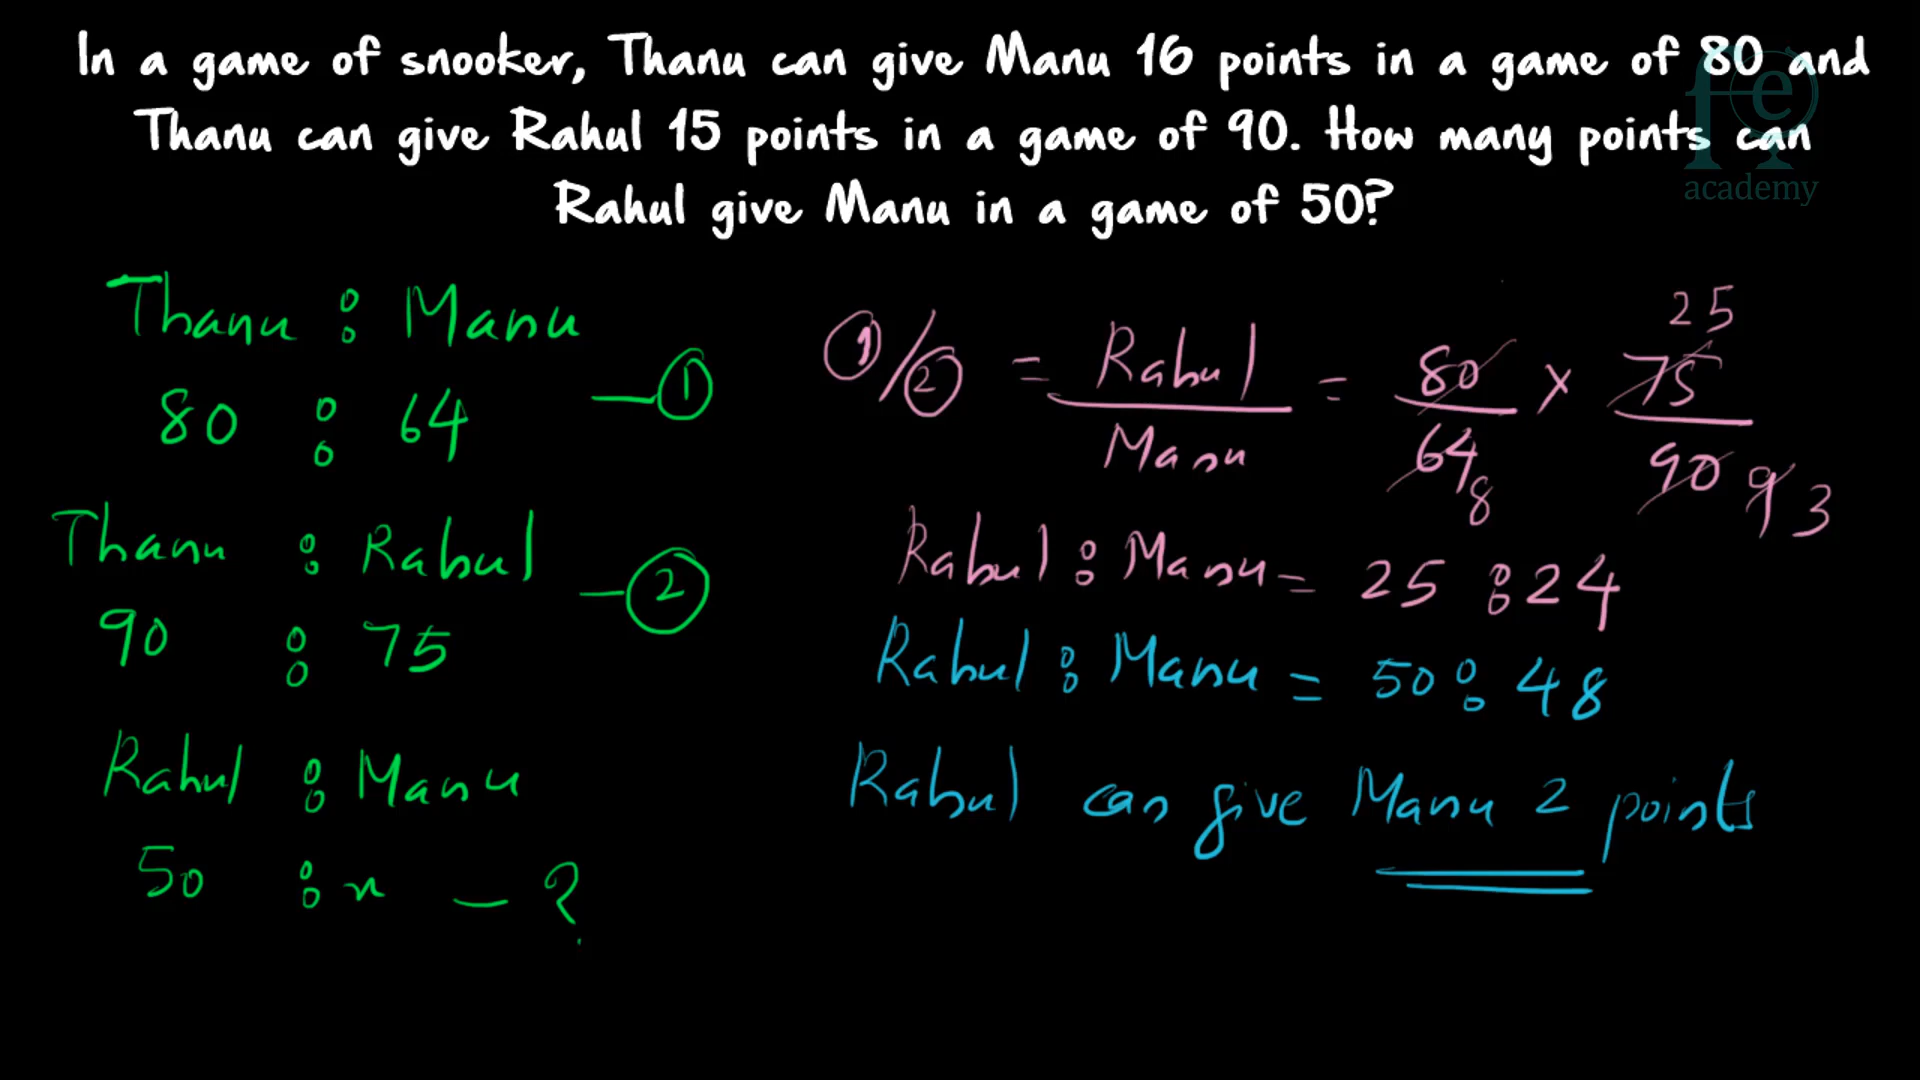 In a game of snooker, Thanu can give Manu 16 points in a game of 80 and
Thanu can give Rahul 15 points in a game of 90. How many points can
Rahul give Manu in a game of 50?
fe
academy
Thanu : Manu
80 : 64 — ①
Thanu : Rahul
90 : 75 — ②
Rahul : Manu
50 : x — ?
①/② = Rahul / Manu = 80 / 64 8 × 25 75 / 90 9 3
Rahul : Manu = 25 : 24
Rahul : Manu = 50 : 48
Rahul can give Manu 2 points